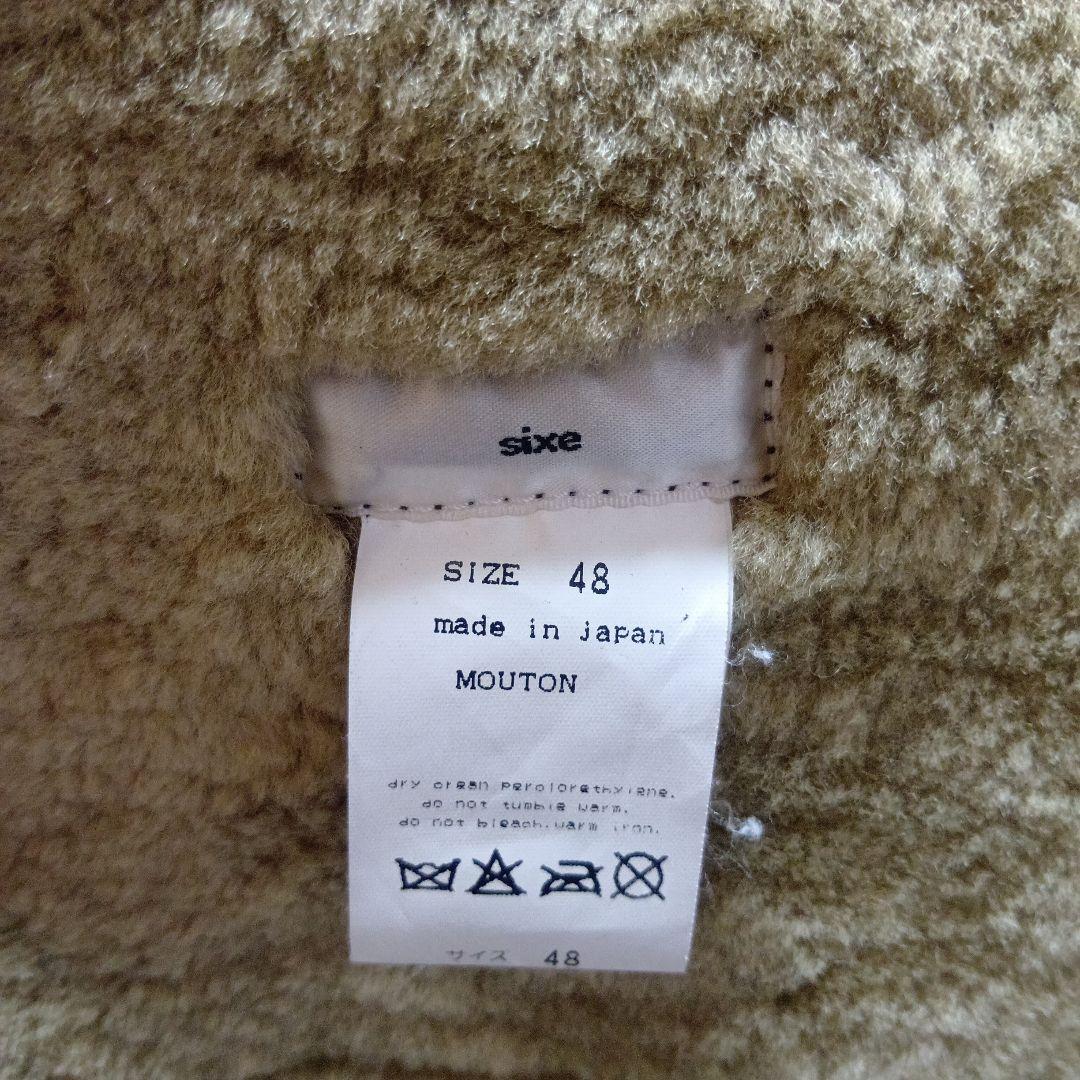 sixe
SIZE 48
made in japan
MOUTON
dry crean perclorethylene.
do not tumble warm.
do not bleach.warm iron.
サイズ 48